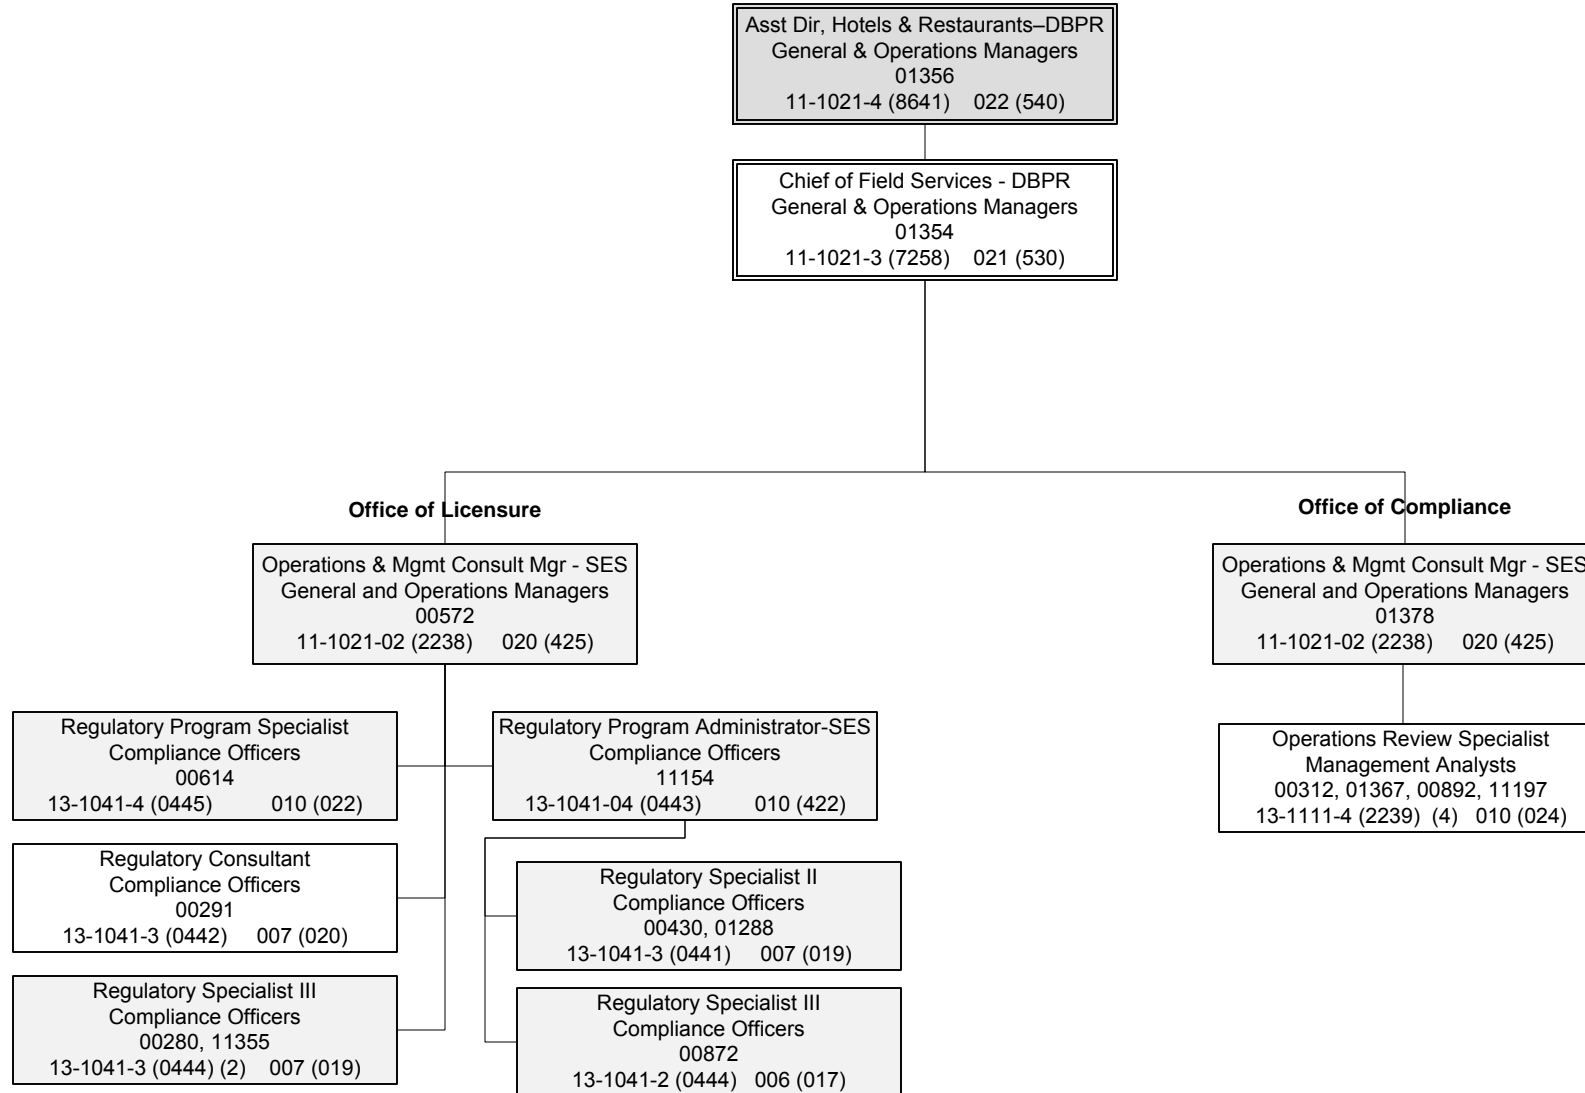 Asst Dir, Hotels & Restaurants–DBPR
General & Operations Managers
01356
11-1021-4 (8641) 022 (540)
Chief of Field Services - DBPR
General & Operations Managers
01354
11-1021-3 (7258) 021 (530)
Office of Licensure
Operations & Mgmt Consult Mgr - SES
General and Operations Managers
00572
11-1021-02 (2238) 020 (425)
Regulatory Program Specialist
Compliance Officers
00614
13-1041-4 (0445) 010 (022)
Regulatory Consultant
Compliance Officers
00291
13-1041-3 (0442) 007 (020)
Regulatory Specialist III
Compliance Officers
00280, 11355
13-1041-3 (0444) (2) 007 (019)
Regulatory Program Administrator-SES
Compliance Officers
11154
13-1041-04 (0443) 010 (422)
Regulatory Specialist II
Compliance Officers
00430, 01288
13-1041-3 (0441) 007 (019)
Regulatory Specialist III
Compliance Officers
00872
13-1041-2 (0444) 006 (017)
Office of Compliance
Operations & Mgmt Consult Mgr - SES
General and Operations Managers
01378
11-1021-02 (2238) 020 (425)
Operations Review Specialist
Management Analysts
00312, 01367, 00892, 11197
13-1111-4 (2239) (4) 010 (024)